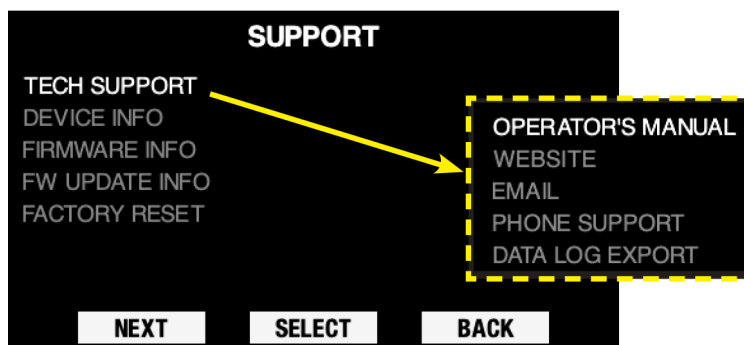 SUPPORT
TECH SUPPORT
DEVICE INFO
FIRMWARE INFO
FW UPDATE INFO
FACTORY RESET
OPERATOR'S MANUAL
WEBSITE
EMAIL
PHONE SUPPORT
DATA LOG EXPORT
NEXT SELECT BACK